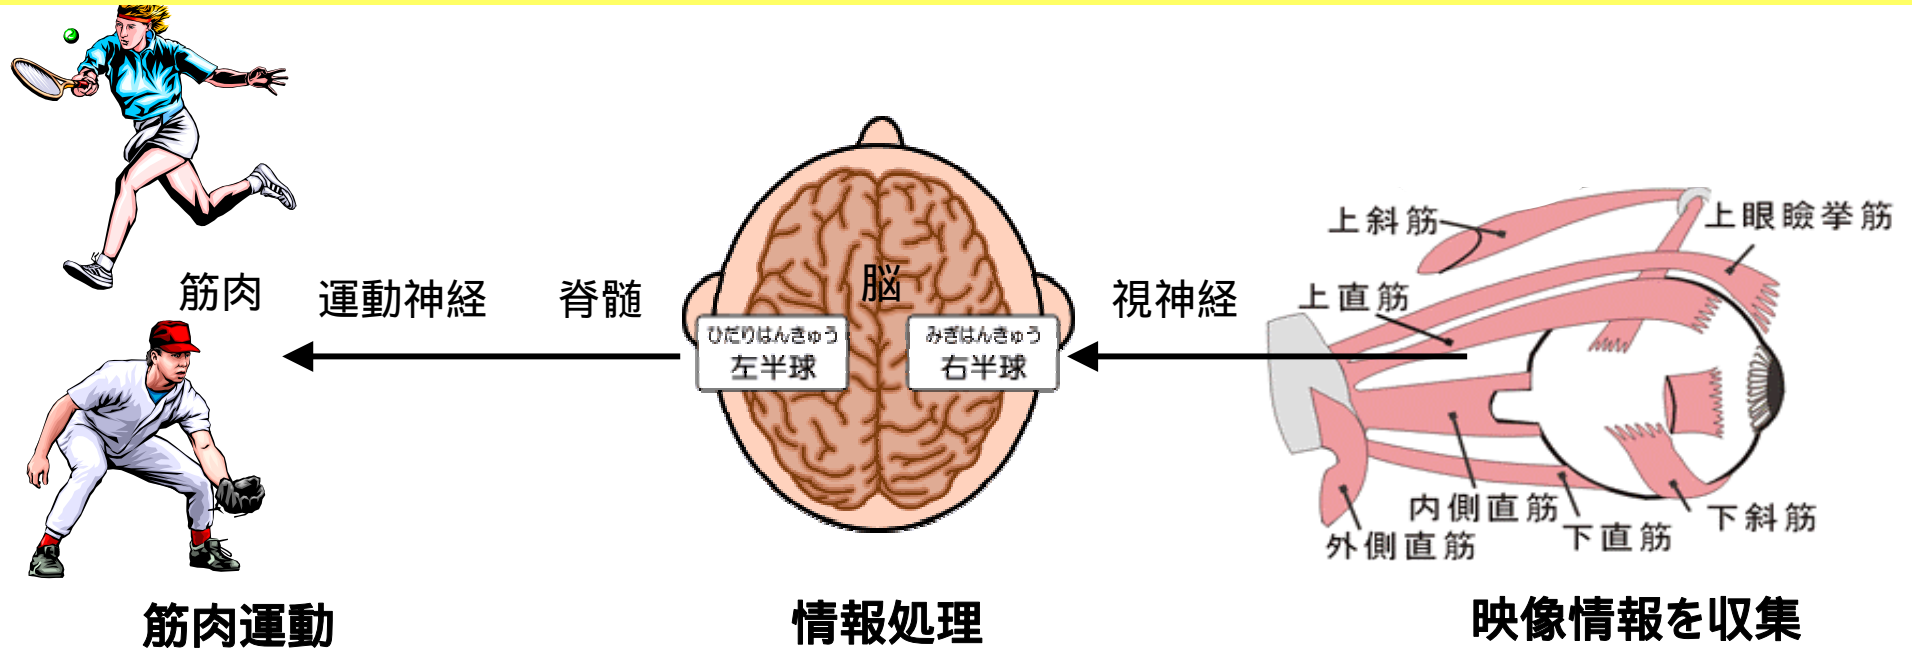 上斜筋
上眼瞼挙筋
筋肉
運動神経
脊髄
脳
視神経
上直筋
ひだりはんきゅう
左半球
みぎはんきゅう
右半球
内側直筋
下斜筋
下直筋
外側直筋
筋肉運動
情報処理
映像情報を収集